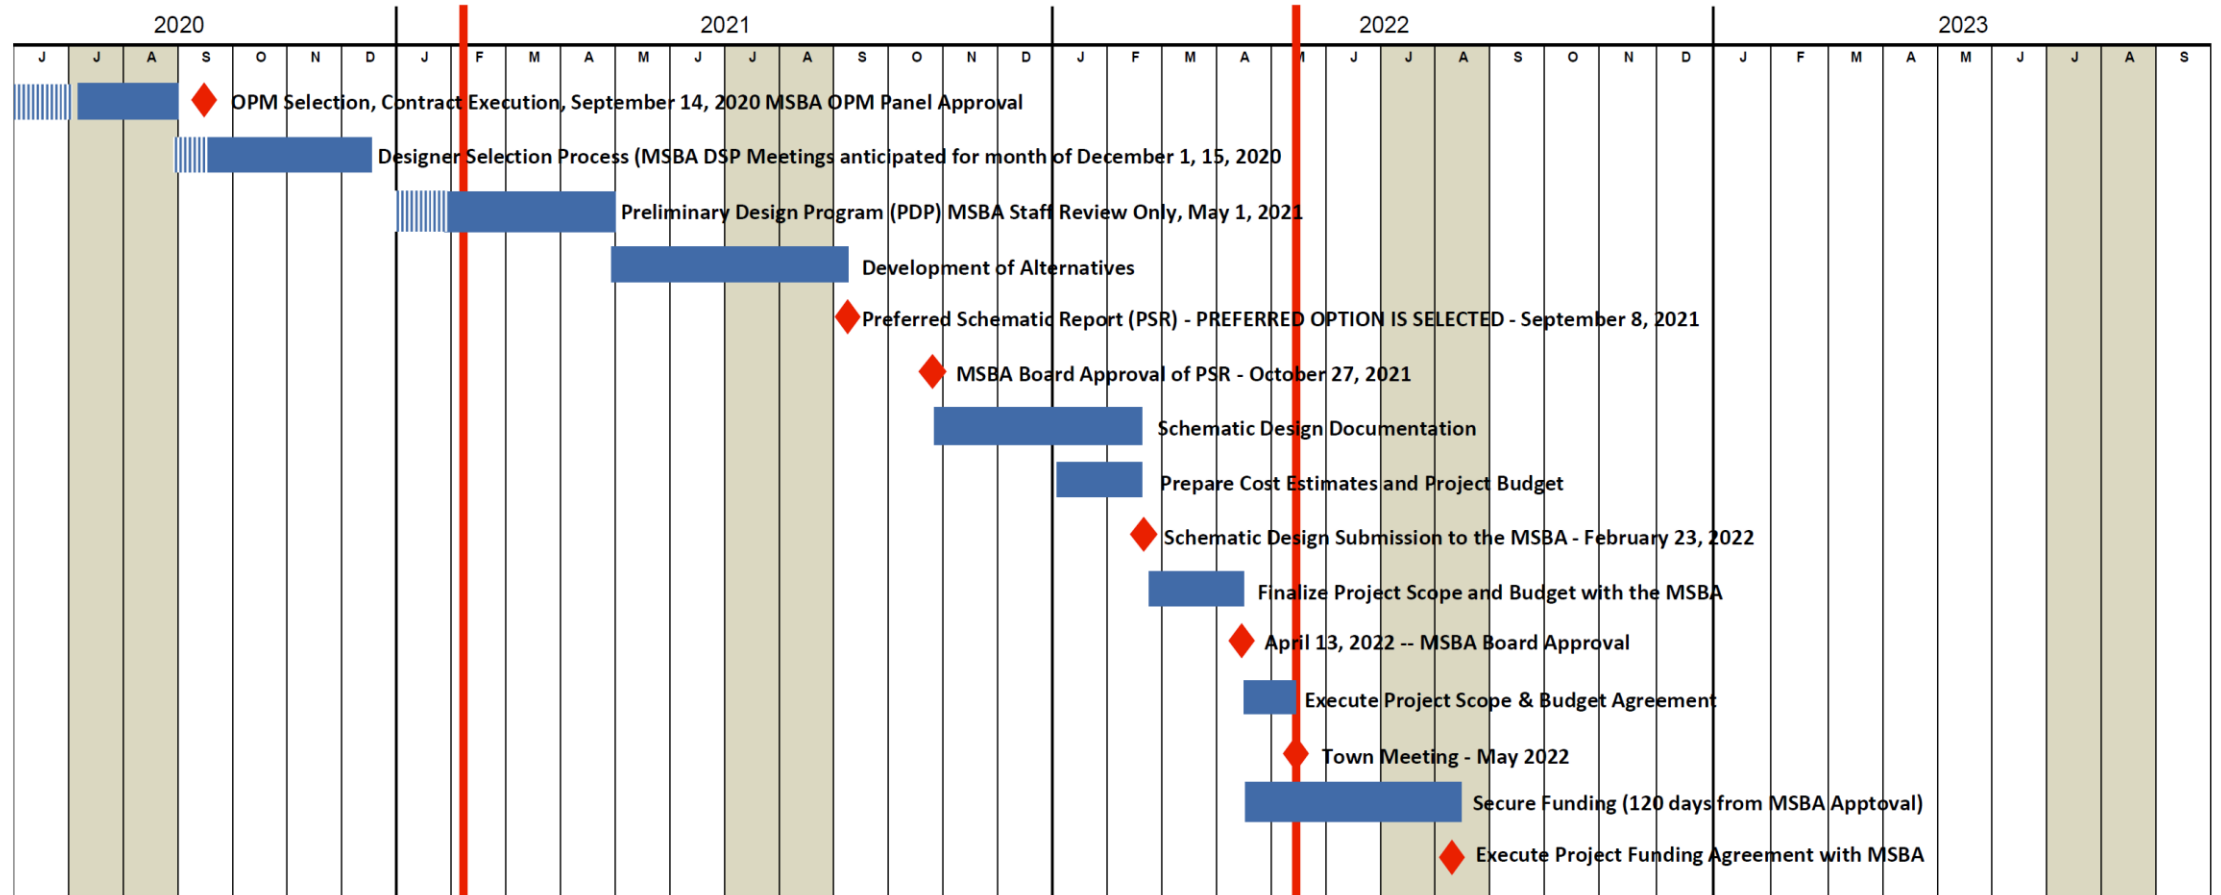 2020 2021 2022 2023
J J A S O N D J F M A M J J A S O N D J F M A M J J A S O N D J F M A M J J A S
OPM Selection, Contract Execution, September 14, 2020 MSBA OPM Panel Approval
Designer Selection Process (MSBA DSP Meetings anticipated for month of December 1, 15, 2020
Preliminary Design Program (PDP) MSBA Staff Review Only, May 1, 2021
Development of Alternatives
Preferred Schematic Report (PSR) - PREFERRED OPTION IS SELECTED - September 8, 2021
MSBA Board Approval of PSR - October 27, 2021
Schematic Design Documentation
Prepare Cost Estimates and Project Budget
Schematic Design Submission to the MSBA - February 23, 2022
Finalize Project Scope and Budget with the MSBA
April 13, 2022 -- MSBA Board Approval
Execute Project Scope & Budget Agreement
Town Meeting - May 2022
Secure Funding (120 days from MSBA Apptoval)
Execute Project Funding Agreement with MSBA